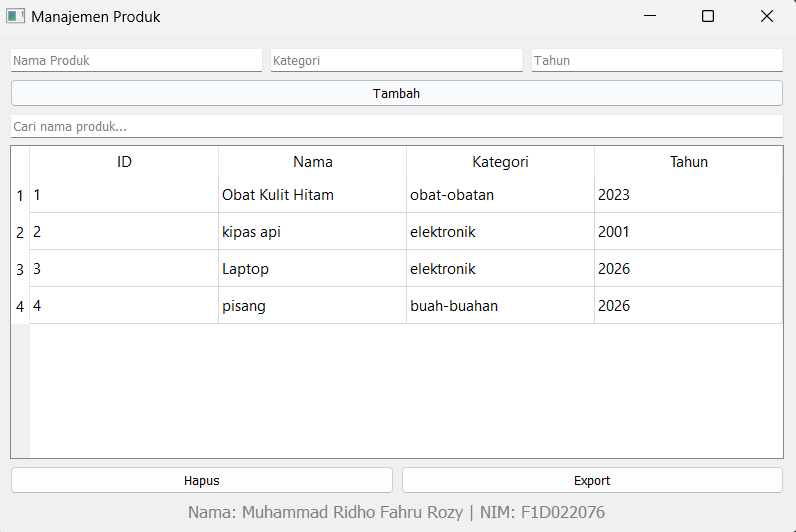 Manajemen Produk
Nama Produk Kategori Tahun
Tambah
Cari nama produk...
ID Nama Kategori Tahun
1 1 Obat Kulit Hitam obat-obatan 2023
2 2 kipas api elektronik 2001
3 3 Laptop elektronik 2026
4 4 pisang buah-buahan 2026
Hapus Export
Nama: Muhammad Ridho Fahru Rozy | NIM: F1D022076